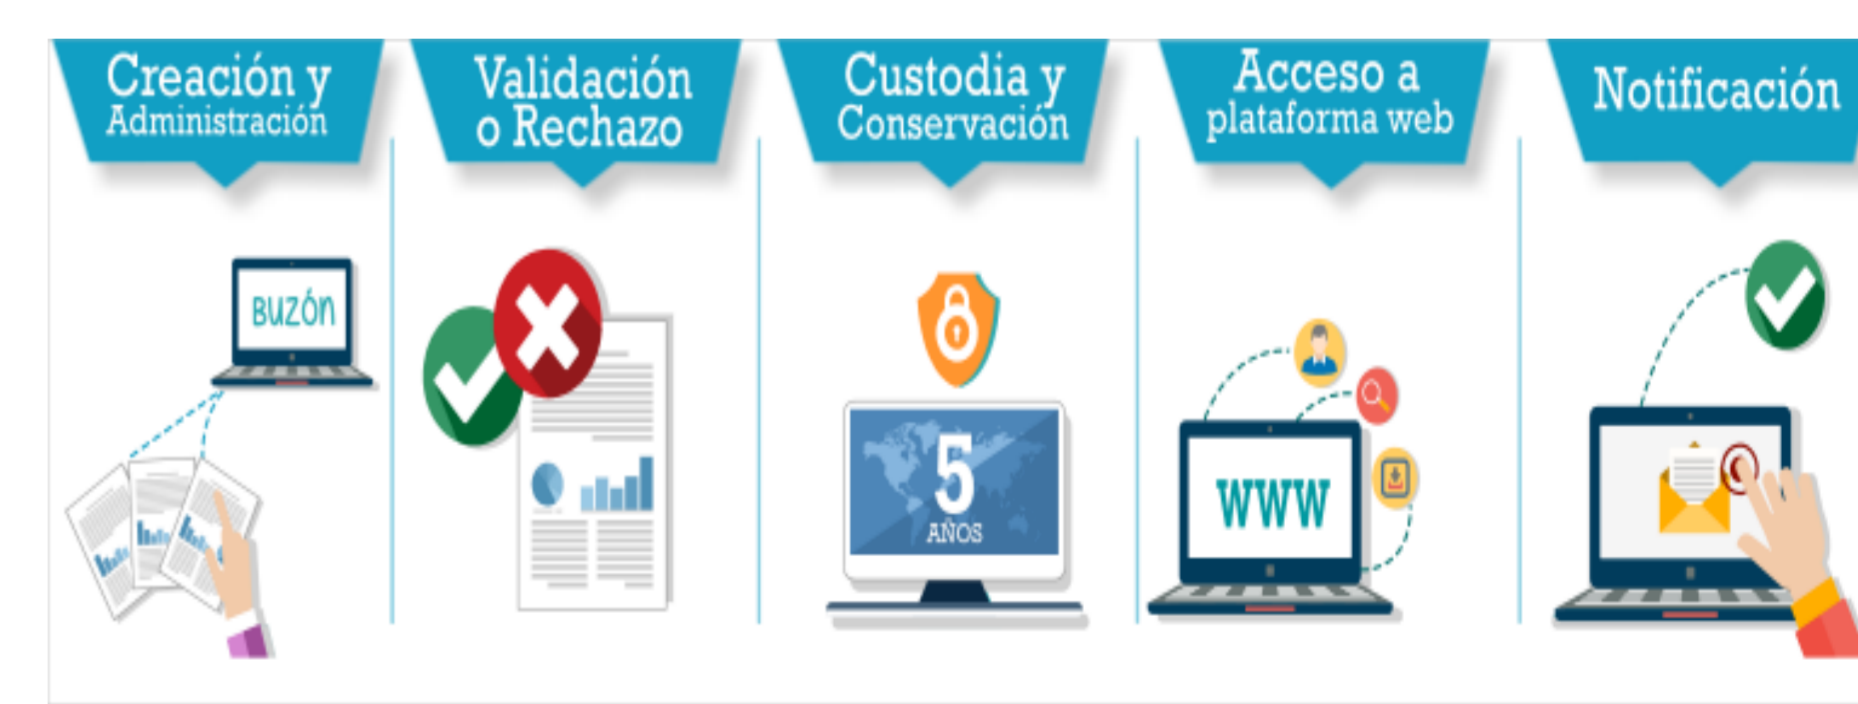 Creación y
Administración
Validación
o Rechazo
Custodia y
Conservación
Acceso a
plataforma web
Notificación
BUZÓN
5
AÑOS
WWW